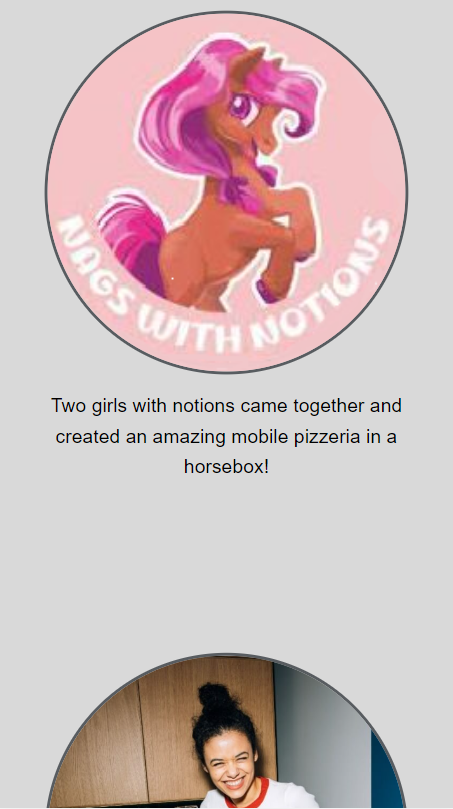 NAGS WITH NOTIONS
Two girls with notions came together and
created an amazing mobile pizzeria in a
horsebox!